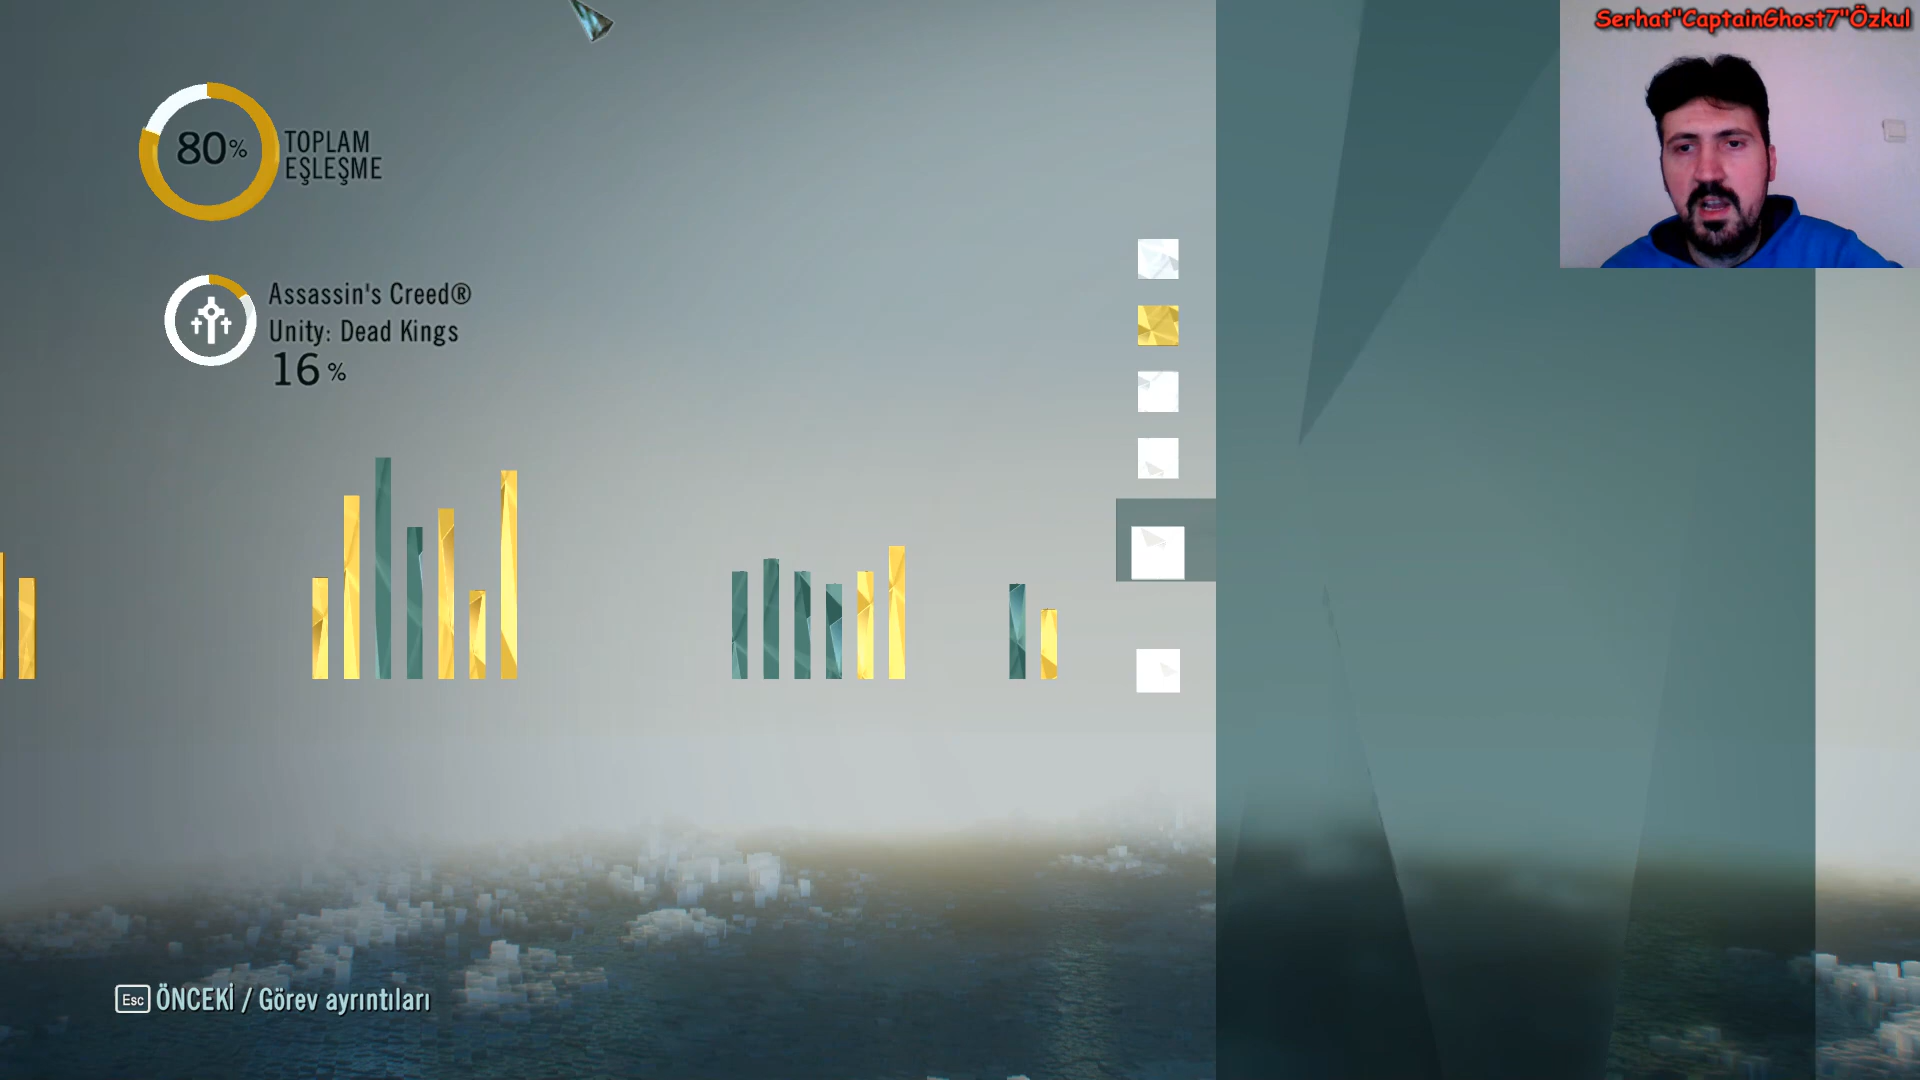 Serhat"CaptainGhost7"Özkul
80%
TOPLAM
EŞLEŞME
Assassin's Creed®
Unity: Dead Kings
16 %
Esc ÖNCEKİ / Görev ayrıntıları